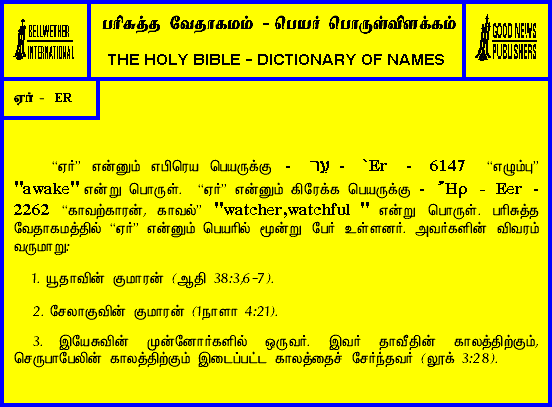 BELLWETHER
INTERNATIONAL
பரிசுத்த வேதாகமம் - பெயர் பொருள்விளக்கம்
THE HOLY BIBLE - DICTIONARY OF NAMES
GOOD NEWS
PUBLISHERS
ஏர் - ER
“ஏர்” என்னும் எபிரெய பெயருக்கு - ער - `Er - 6147 “எழும்பு”
"awake" என்று பொருள். “ஏர்” என்னும் கிரேக்க பெயருக்கு - Ἤρ - Eer -
2262 “காவற்காரன், காவல்” "watcher,watchful " என்று பொருள். பரிசுத்த
வேதாகமத்தில் “ஏர்” என்னும் பெயரில் மூன்று பேர் உள்ளனர். அவர்களின் விவரம்
வருமாறு:
1. யூதாவின் குமாரன் (ஆதி 38:3,6-7).
2. சேலாகுவின் குமாரன் (1நாளா 4:21).
3. இயேசுவின் முன்னோர்களில் ஒருவர். இவர் தாவீதின் காலத்திற்கும்,
செருபாபேலின் காலத்திற்கும் இடைப்பட்ட காலத்தைச் சேர்ந்தவர் (லூக் 3:28).